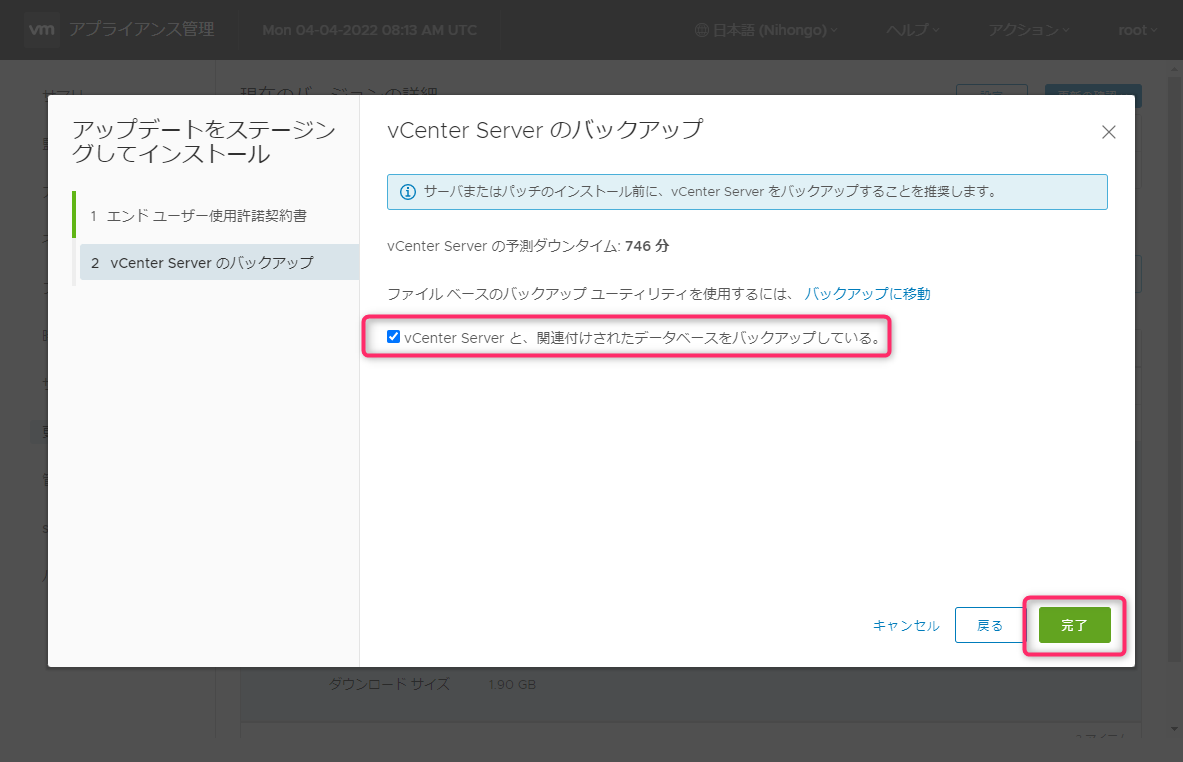 vm アプライアンス管理 Mon 04-04-2022 08:13 AM UTC 日本語 (Nihongo) ヘルプ アクション root
アップデートをステージン
グしてインストール
1 エンド ユーザー使用許諾契約書
2 vCenter Server のバックアップ
vCenter Server のバックアップ
サーバまたはパッチのインストール前に、vCenter Server をバックアップすることを推奨します。
vCenter Server の予測ダウンタイム: 746 分
ファイル ベースのバックアップ ユーティリティを使用するには、 バックアップに移動
vCenter Server と、関連付けされたデータベースをバックアップしている。
キャンセル 戻る 完了
ダウンロード サイズ 1.90 GB